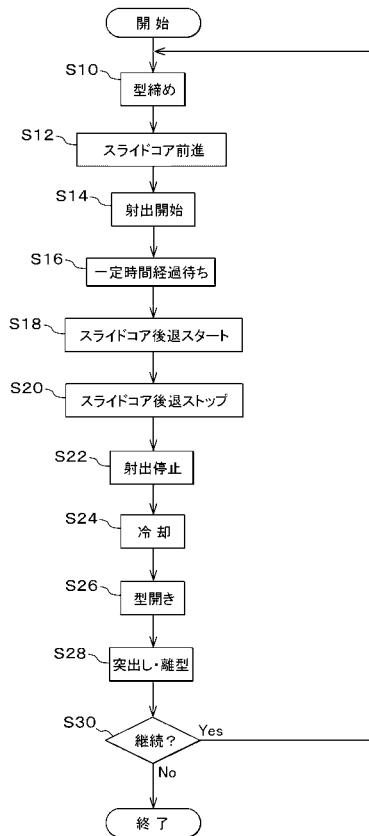 開 始
S10
型締め
S12
スライドコア前進
S14
射出開始
S16
一定時間経過待ち
S18
スライドコア後退スタート
S20
スライドコア後退ストップ
S22
射出停止
S24
冷 却
S26
型開き
S28
突出し・離型
S30
継続？
Yes
No
終 了